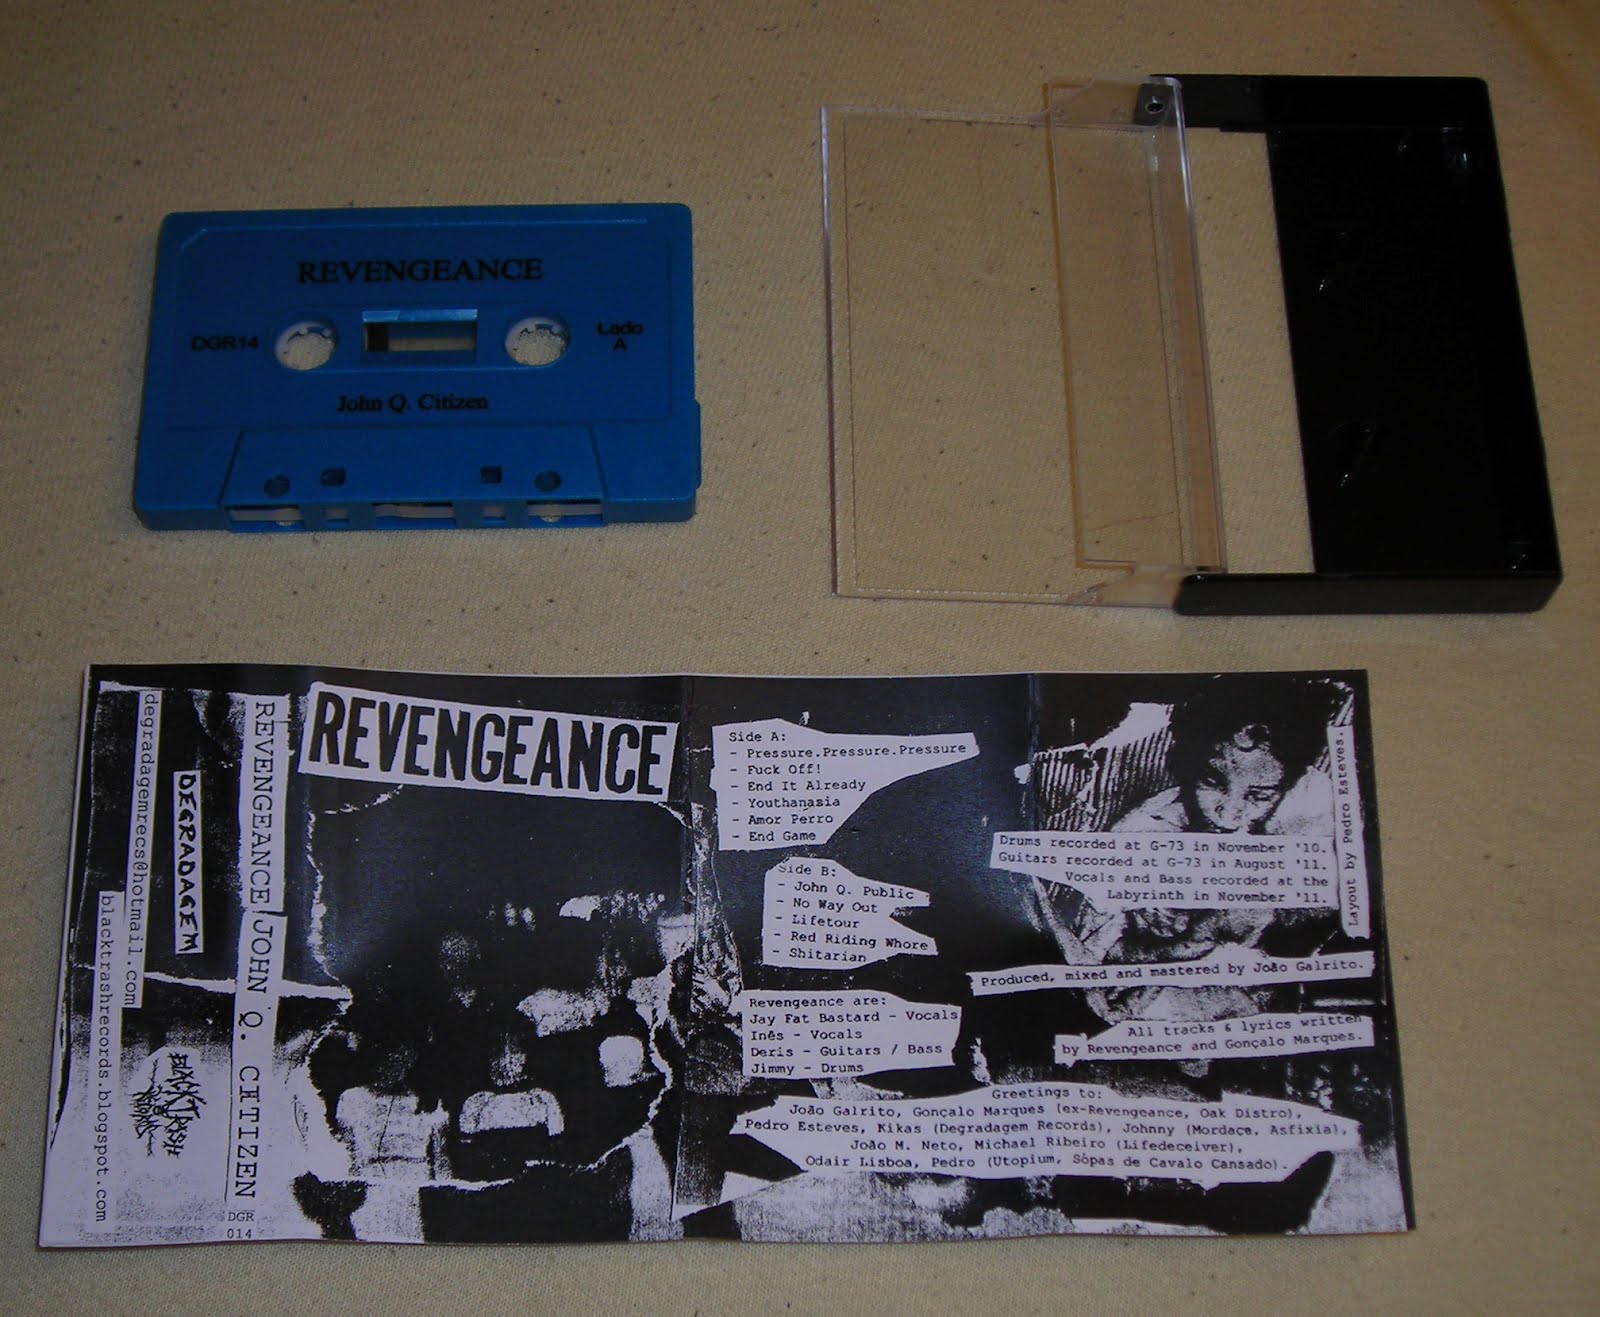 REVENGEANCE
DGR14
Lado
A
John Q. Citizen
degradagemrecs@hotmail.com
blacktrashrecords.blogspot.com
DEGRADAGEM
BLACK TRASH
RECORDS
REVENGEANCE JOHN Q. CITIZEN
DGR
014
REVENGEANCE
Side A:
- Pressure.Pressure.Pressure
- Fuck Off!
- End It Already
- Youthanasia
- Amor Perro
- End Game
Side B:
- John Q. Public
- No Way Out
- Lifetour
- Red Riding Whore
- Shitarian
Revengeance are:
Jay Fat Bastard - Vocals
Inês - Vocals
Deris - Guitars / Bass
Jimmy - Drums
Drums recorded at G-73 in November '10.
Guitars recorded at G-73 in August '11.
Vocals and Bass recorded at the
Labyrinth in November '11.
Layout by Pedro Esteves.
Produced, mixed and mastered by João Galrito.
All tracks & lyrics written
by Revengeance and Gonçalo Marques.
Greetings to:
João Galrito, Gonçalo Marques (ex-Revengeance, Oak Distro),
Pedro Esteves, Kikas (Degradagem Records), Johnny (Mordaça, Asfixia),
João M. Neto, Michael Ribeiro (Lifedeceiver),
Odair Lisboa, Pedro (Utopium, Sôpas de Cavalo Cansado).